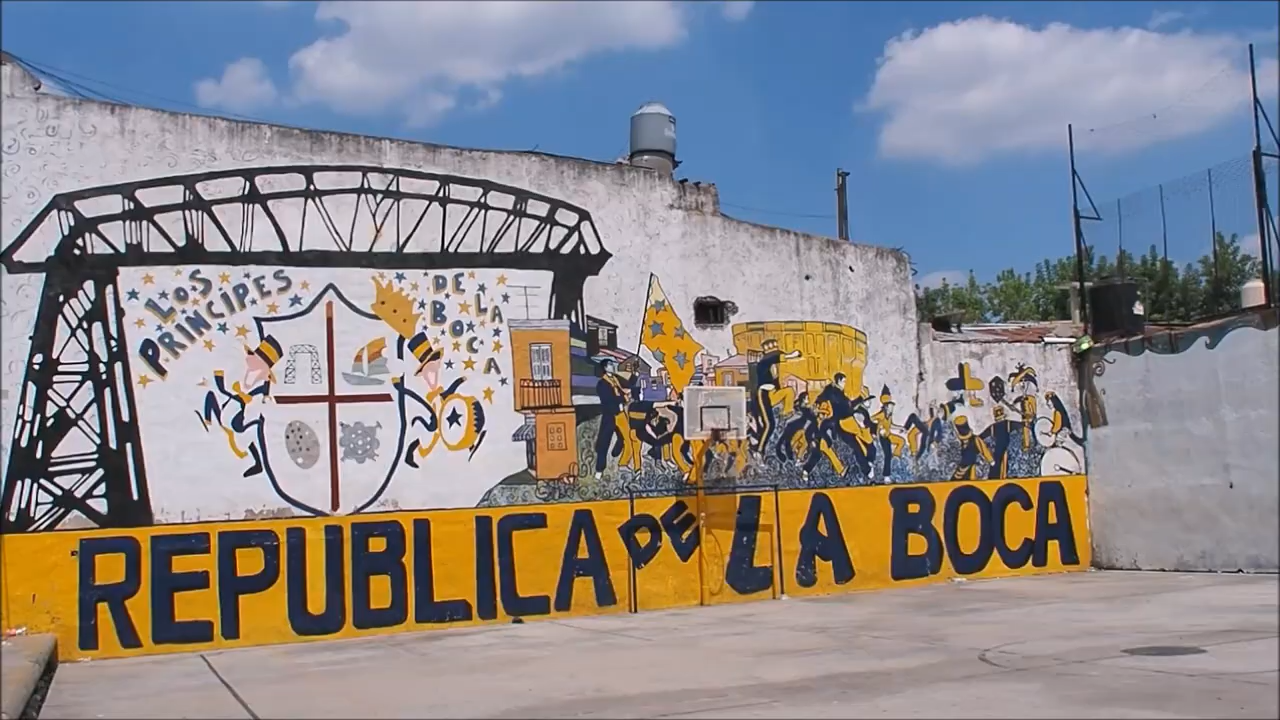 LOS
PRINCIPES
DE
LA
BOCA
REPUBLICA DE LA BOCA